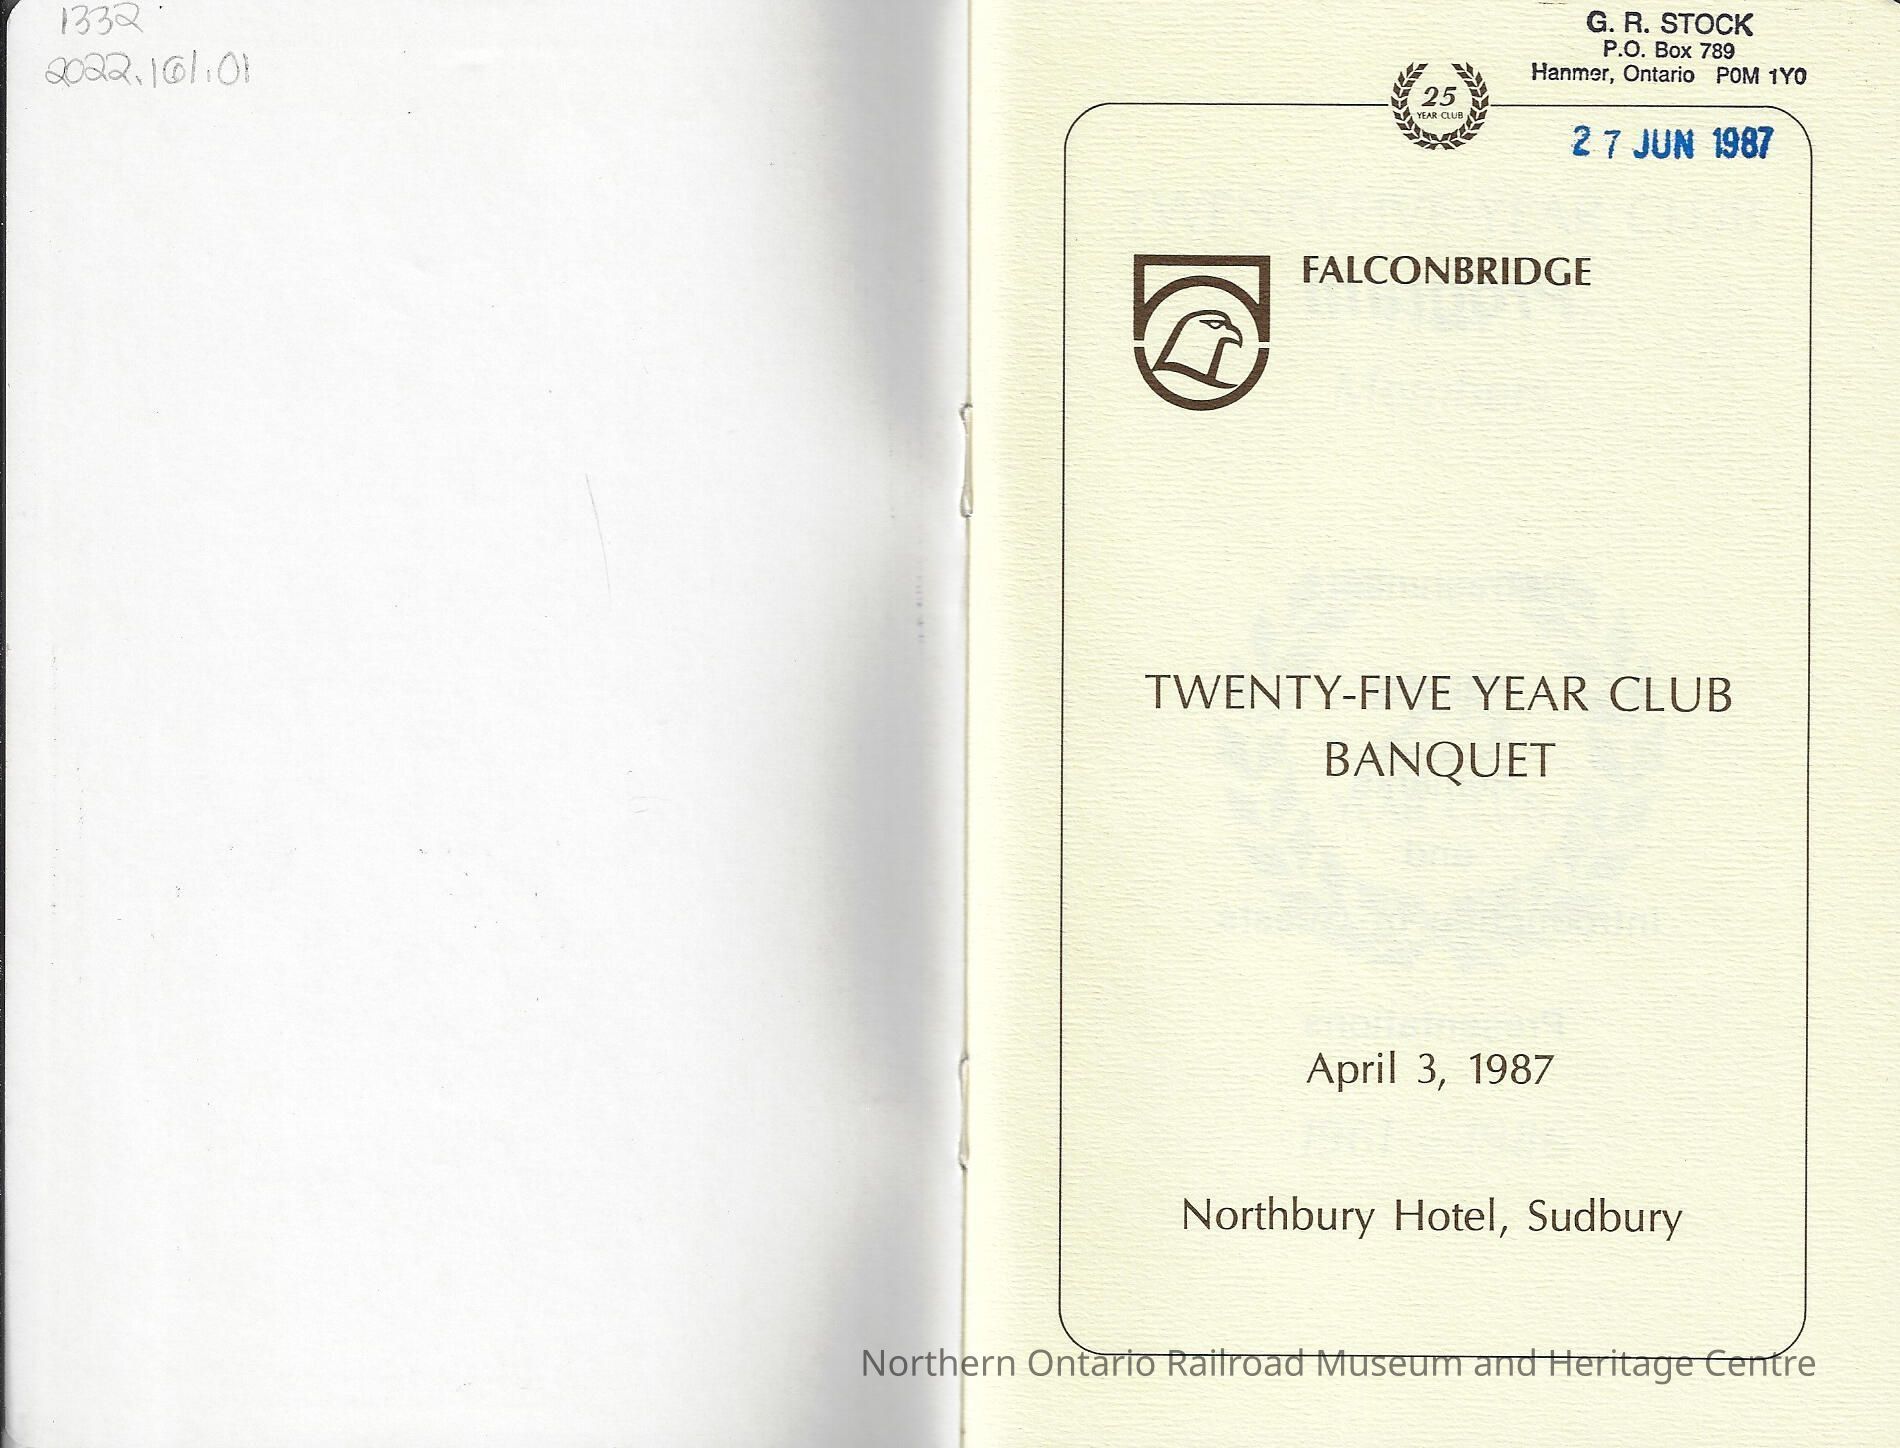 1332
2022.161.01
G. R. STOCK
P.O. Box 789
Hanmer, Ontario P0M 1Y0
25
YEAR CLUB
27 JUN 1987
FALCONBRIDGE
TWENTY-FIVE YEAR CLUB
BANQUET
April 3, 1987
Northbury Hotel, Sudbury
Northern Ontario Railroad Museum and Heritage Centre